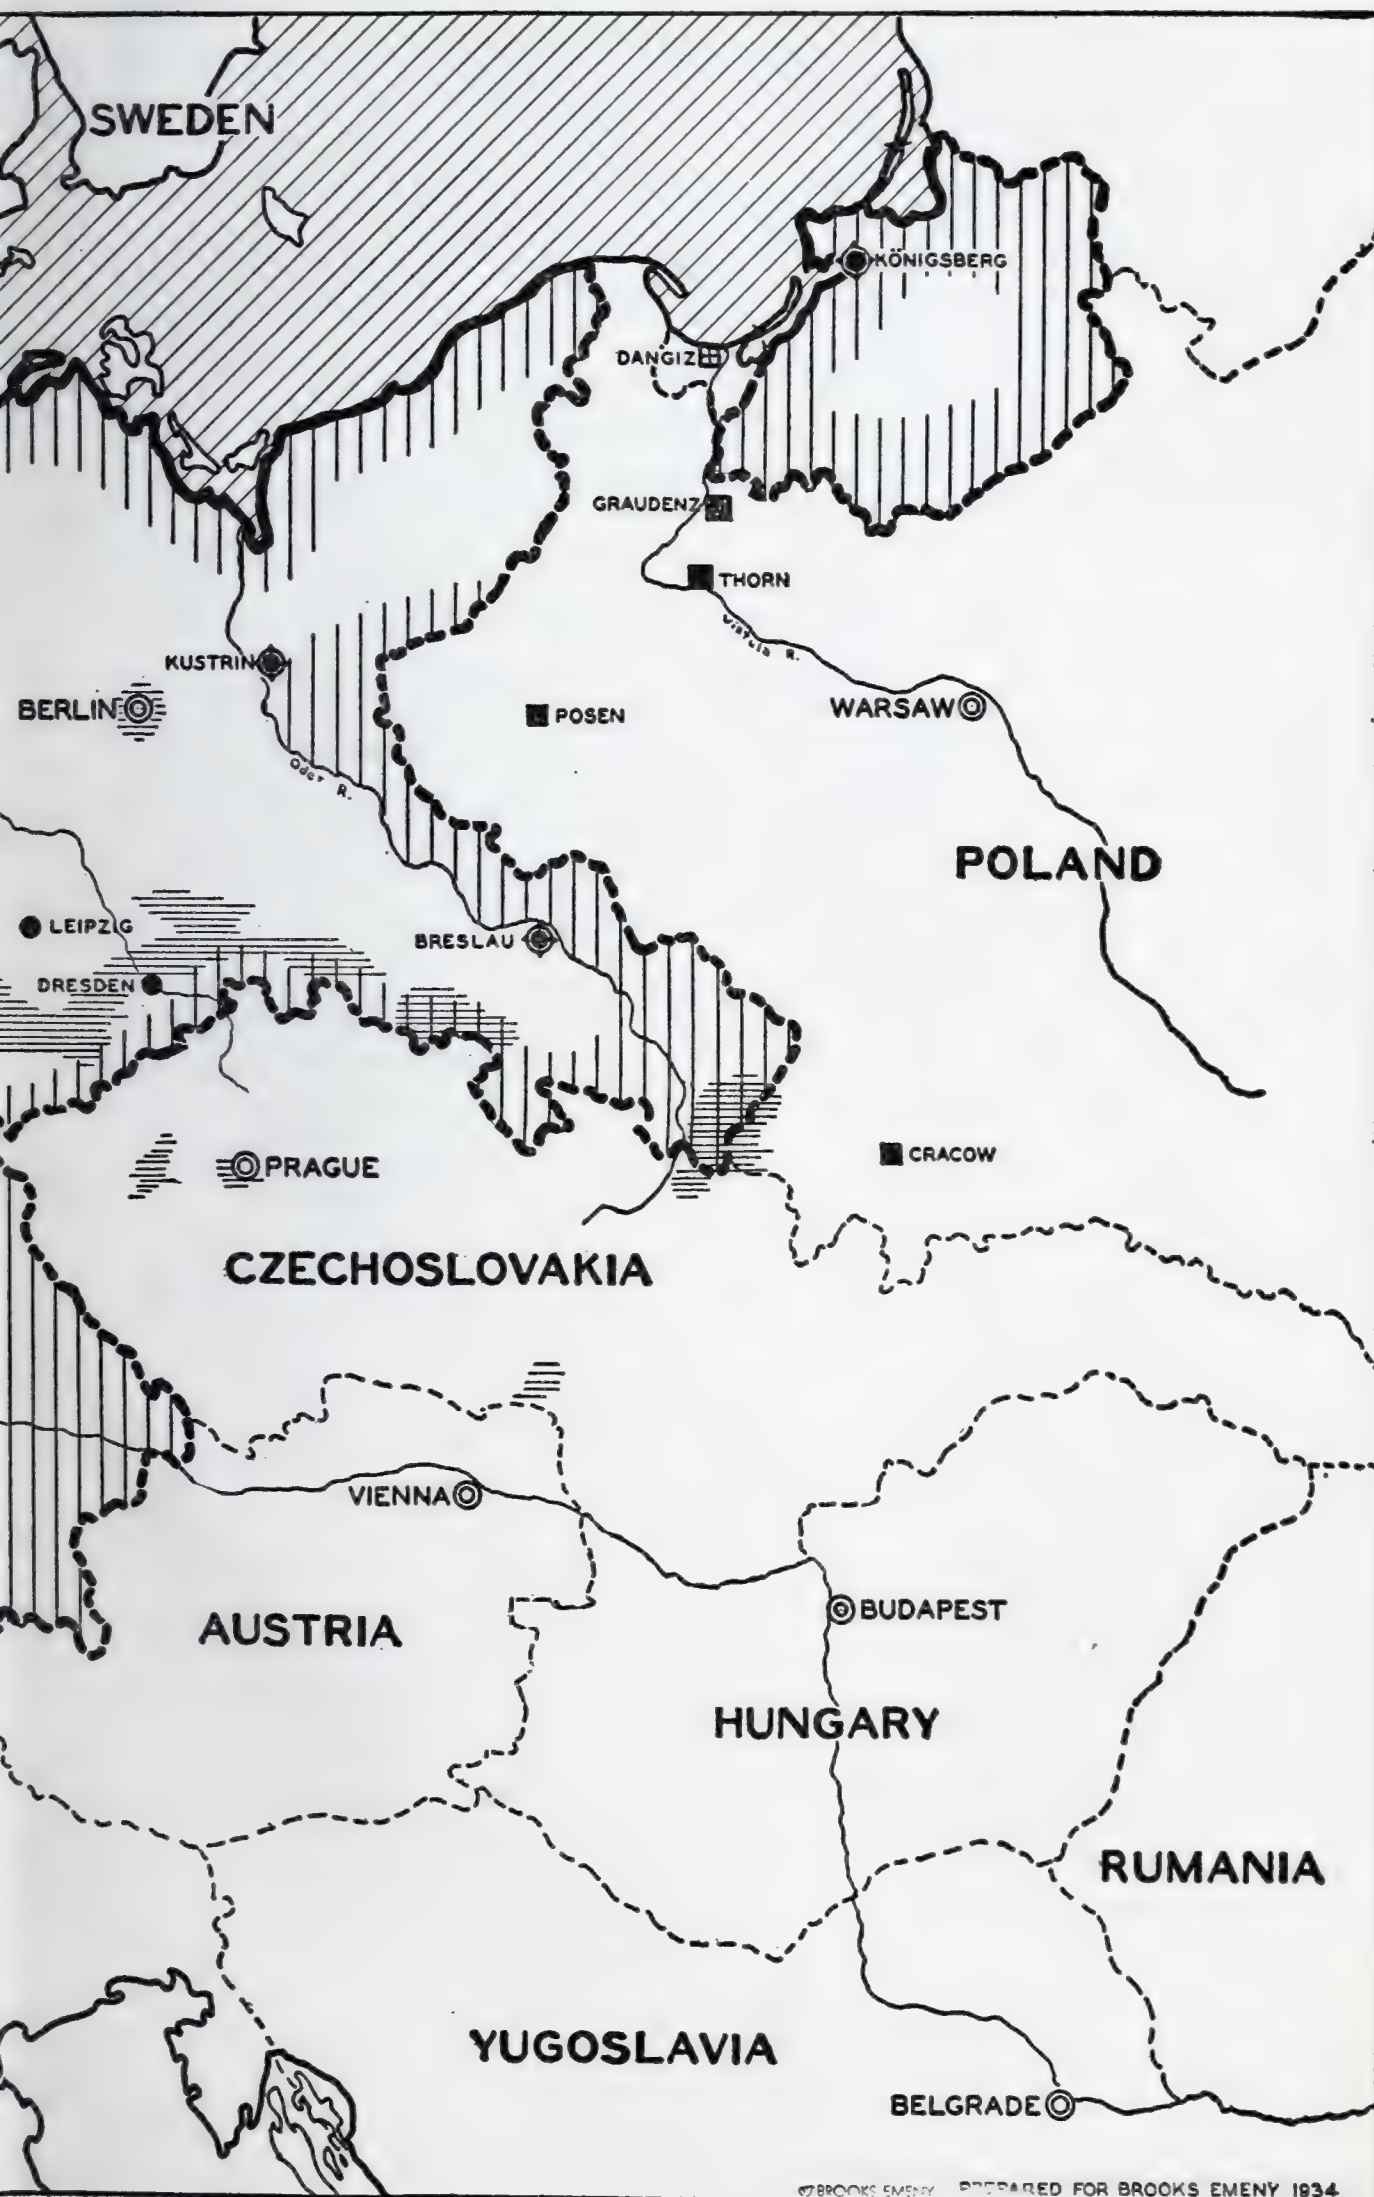 SWEDEN
KÖNIGSBERG
DANGIZ
GRAUDENZ
THORN
Vistula R.
KUSTRIN
BERLIN
POSEN
WARSAW
Oder R.
POLAND
LEIPZIG
BRESLAU
DRESDEN
CRACOW
PRAGUE
CZECHOSLOVAKIA
VIENNA
BUDAPEST
AUSTRIA
HUNGARY
RUMANIA
YUGOSLAVIA
BELGRADE
© BROOKS EMENY PREPARED FOR BROOKS EMENY 1934